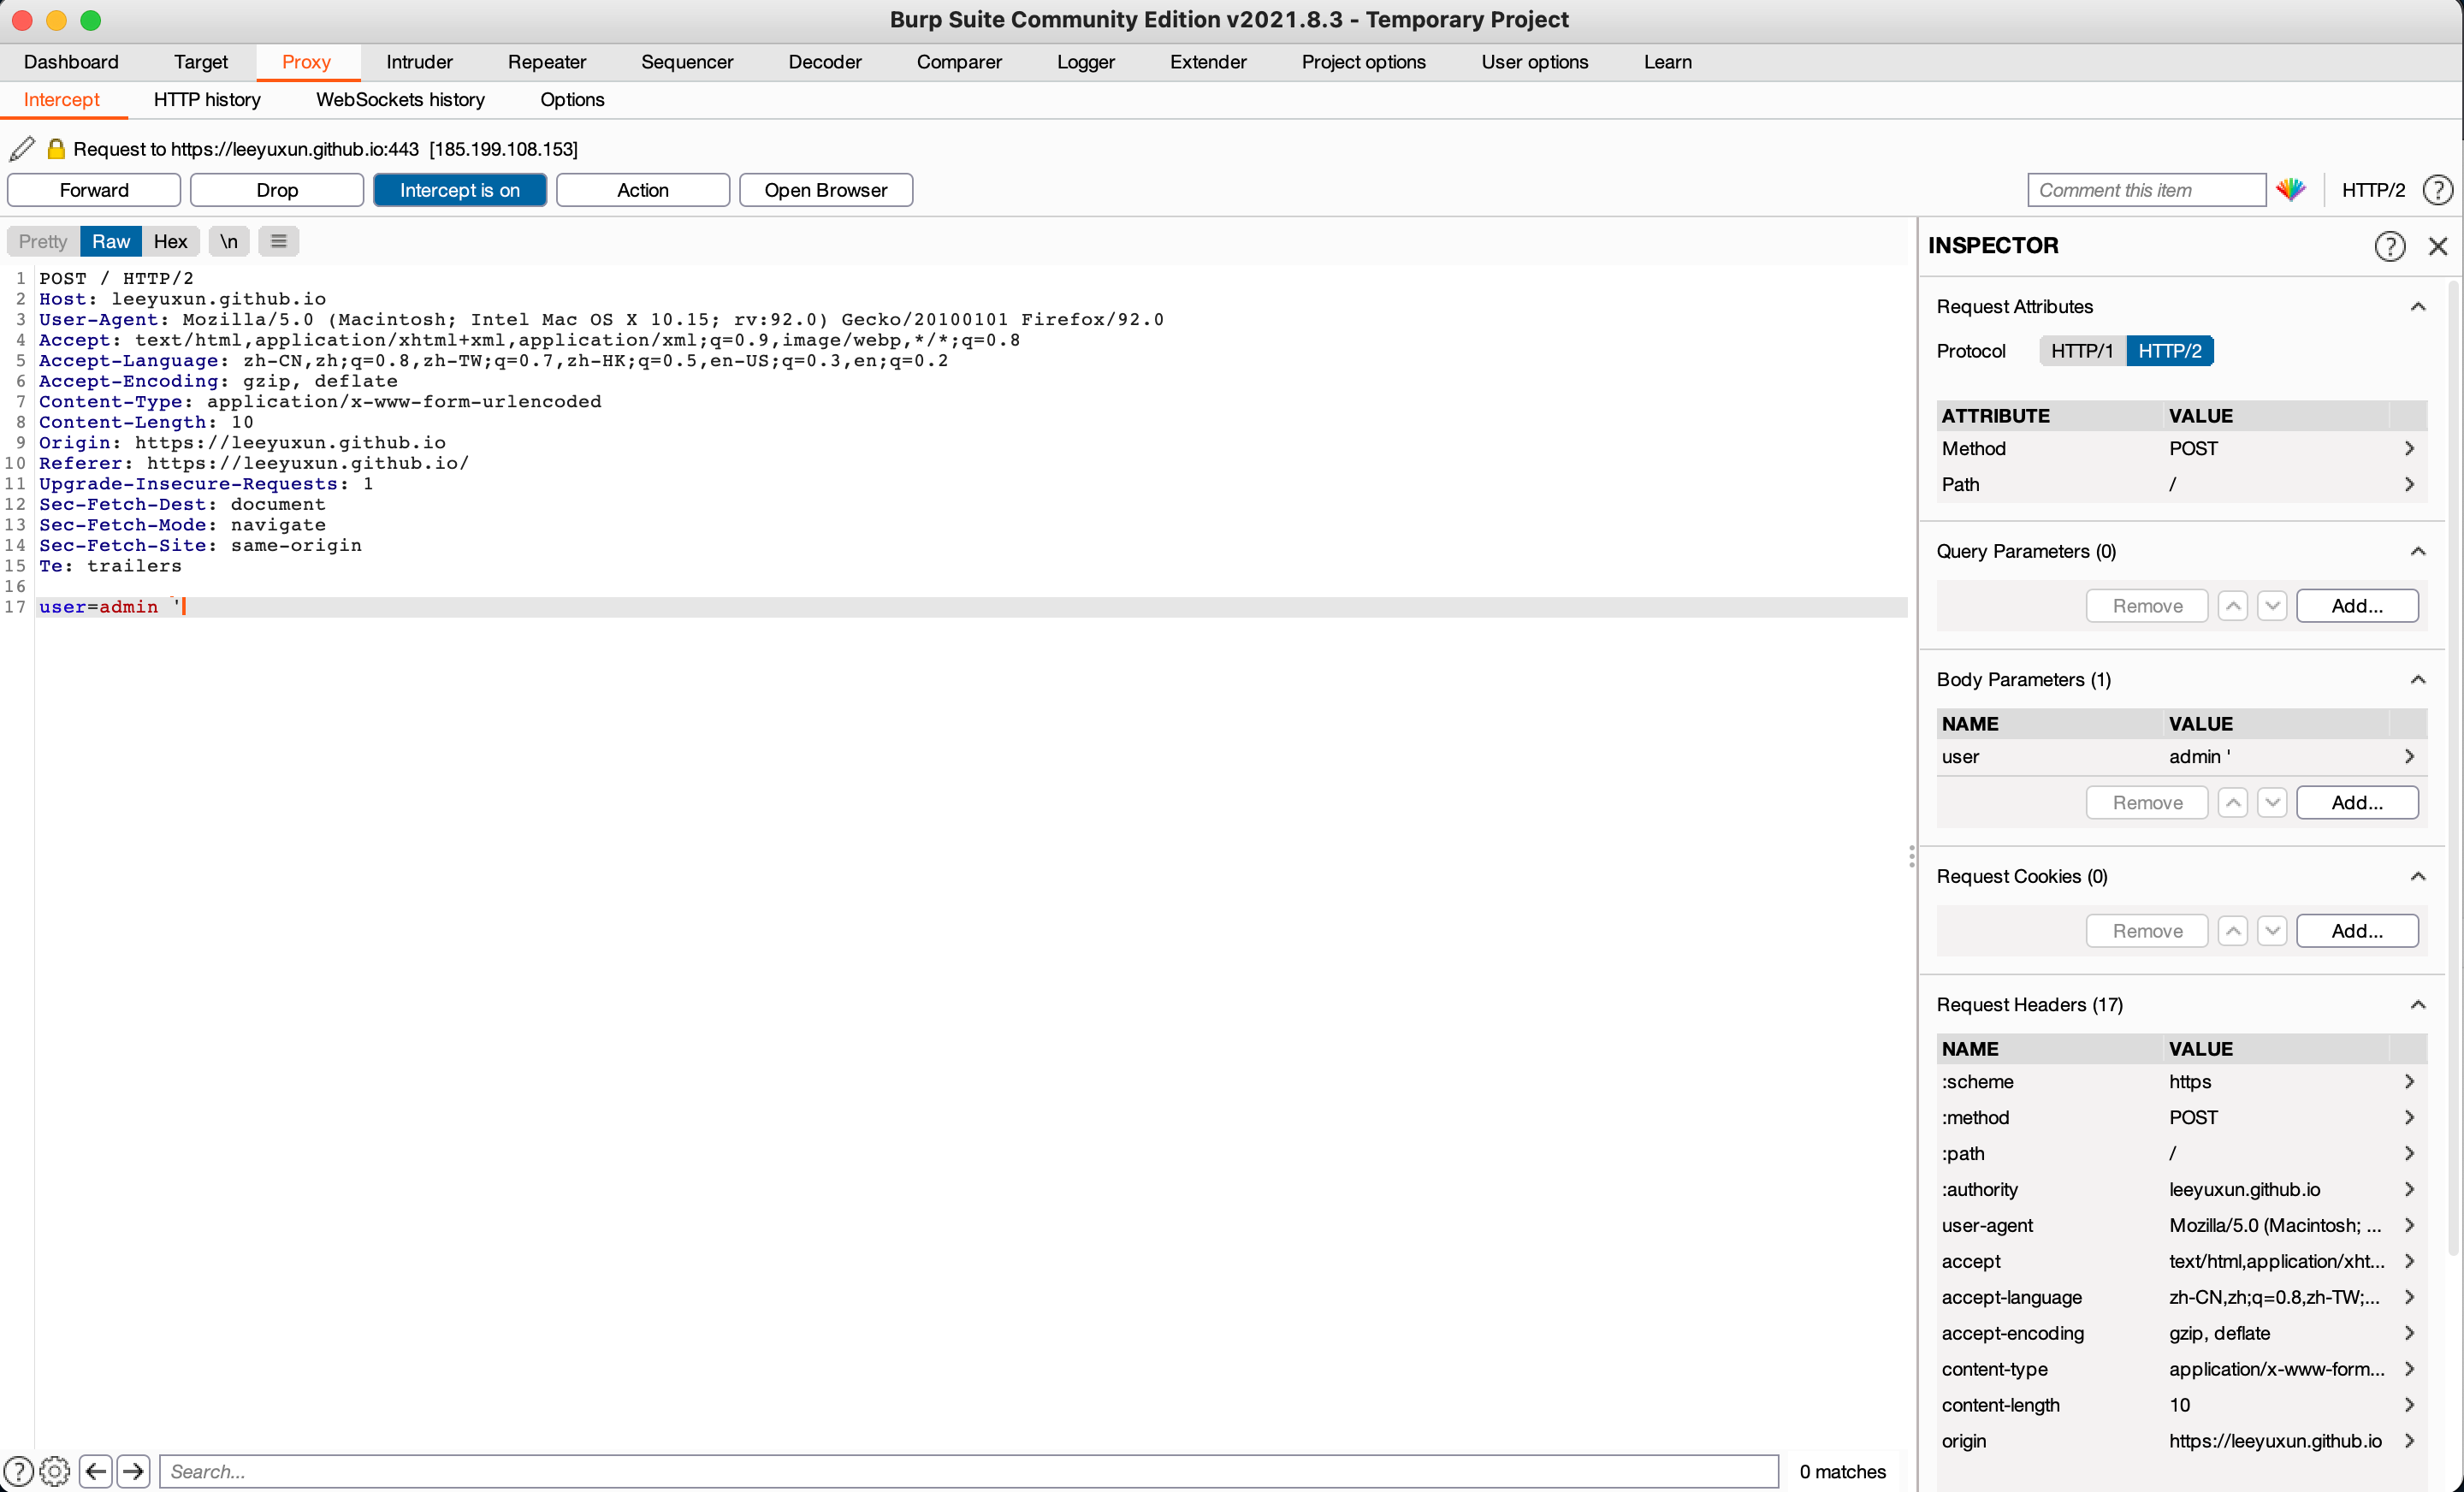 Burp Suite Community Edition v2021.8.3 - Temporary Project
Dashboard Target Proxy Intruder Repeater Sequencer Decoder Comparer Logger Extender Project options User options Learn
Intercept HTTP history WebSockets history Options
Request to https://leeyuxun.github.io:443 [185.199.108.153]
Forward Drop Intercept is on Action Open Browser Comment this item HTTP/2 ?
Pretty Raw Hex \n
1 POST / HTTP/2
2 Host: leeyuxun.github.io
3 User-Agent: Mozilla/5.0 (Macintosh; Intel Mac OS X 10.15; rv:92.0) Gecko/20100101 Firefox/92.0
4 Accept: text/html,application/xhtml+xml,application/xml;q=0.9,image/webp,*/*;q=0.8
5 Accept-Language: zh-CN,zh;q=0.8,zh-TW;q=0.7,zh-HK;q=0.5,en-US;q=0.3,en;q=0.2
6 Accept-Encoding: gzip, deflate
7 Content-Type: application/x-www-form-urlencoded
8 Content-Length: 10
9 Origin: https://leeyuxun.github.io
10 Referer: https://leeyuxun.github.io/
11 Upgrade-Insecure-Requests: 1
12 Sec-Fetch-Dest: document
13 Sec-Fetch-Mode: navigate
14 Sec-Fetch-Site: same-origin
15 Te: trailers
16
17 user=admin '
? Search... 0 matches
INSPECTOR ?
Request Attributes
Protocol HTTP/1 HTTP/2
ATTRIBUTE VALUE
Method POST
Path /
Query Parameters (0)
Remove Add...
Body Parameters (1)
NAME VALUE
user admin '
Remove Add...
Request Cookies (0)
Remove Add...
Request Headers (17)
NAME VALUE
:scheme https
:method POST
:path /
:authority leeyuxun.github.io
user-agent Mozilla/5.0 (Macintosh; ...
accept text/html,application/xht...
accept-language zh-CN,zh;q=0.8,zh-TW;...
accept-encoding gzip, deflate
content-type application/x-www-form...
content-length 10
origin https://leeyuxun.github.io